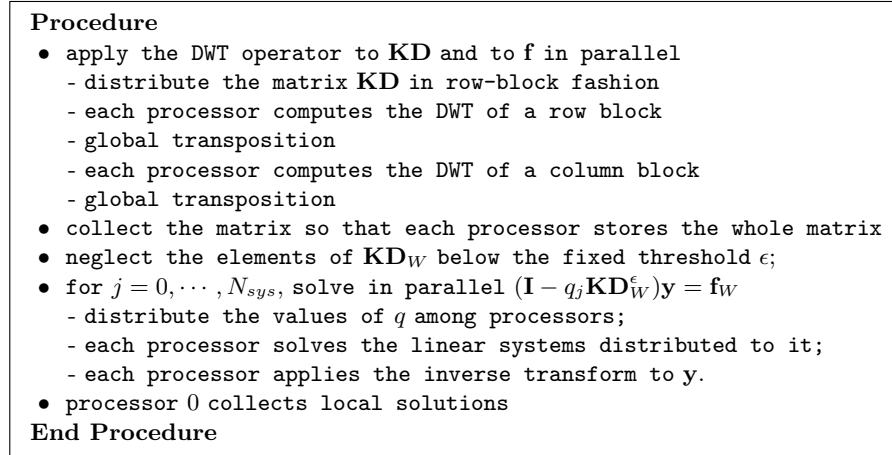 Procedure
• apply the DWT operator to KD and to f in parallel
- distribute the matrix KD in row-block fashion
- each processor computes the DWT of a row block
- global transposition
- each processor computes the DWT of a column block
- global transposition
• collect the matrix so that each processor stores the whole matrix
• neglect the elements of KD_W below the fixed threshold ϵ;
• for j = 0, ⋯ , N_{sys}, solve in parallel (I − q_jKD_W^ϵ)y = f_W
- distribute the values of q among processors;
- each processor solves the linear systems distributed to it;
- each processor applies the inverse transform to y.
• processor 0 collects local solutions
End Procedure